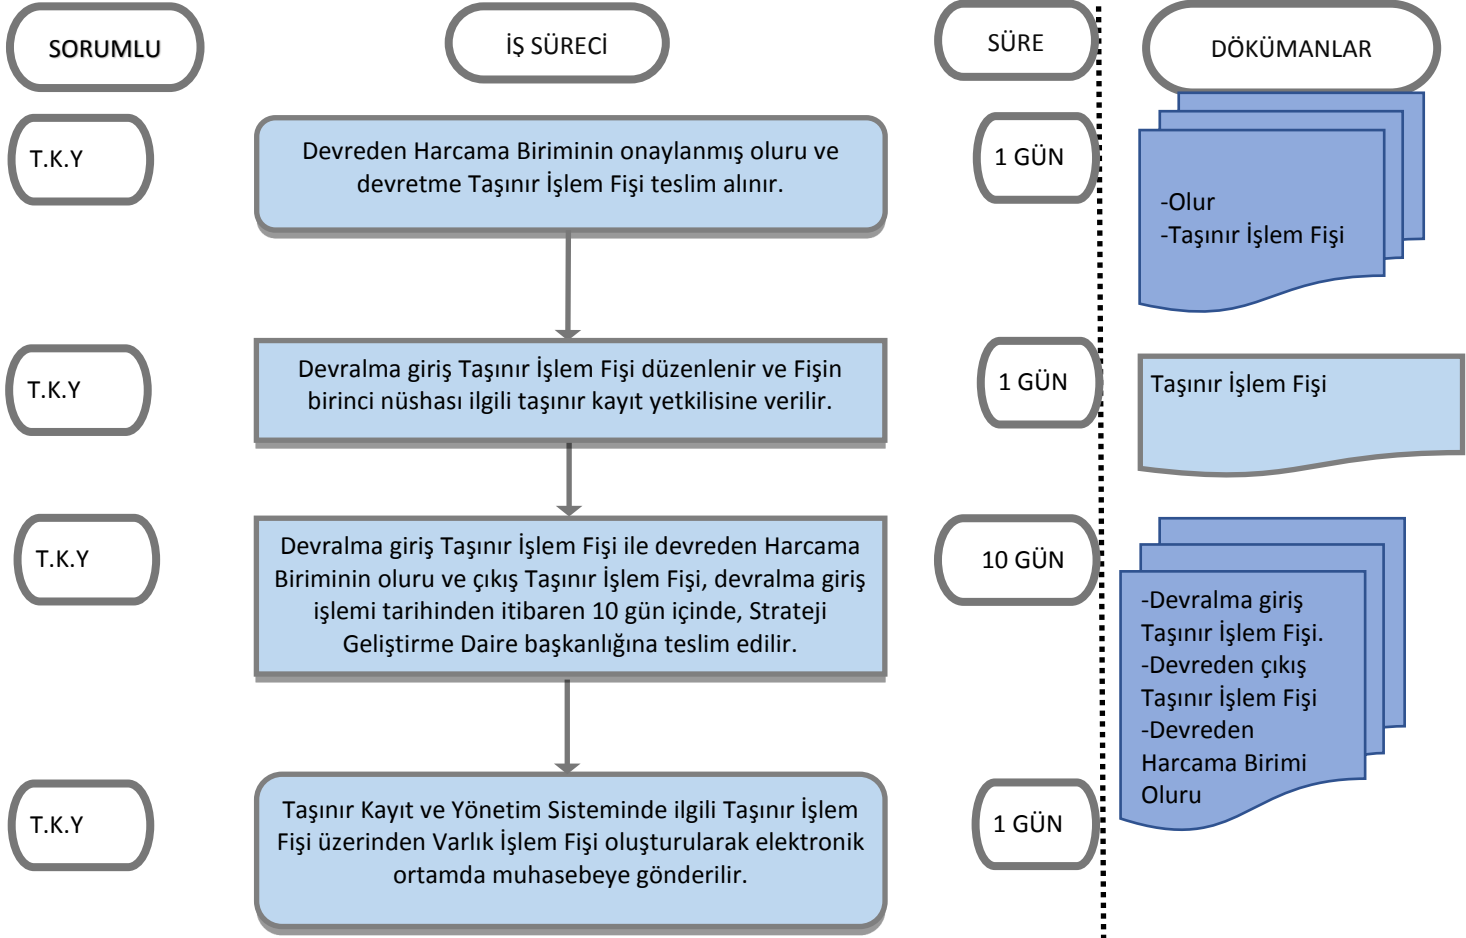 SORUMLU
İŞ SÜRECİ
SÜRE
DÖKÜMANLAR
T.K.Y
Devreden Harcama Biriminin onaylanmış oluru ve
devretme Taşınır İşlem Fişi teslim alınır.
1 GÜN
-Olur
-Taşınır İşlem Fişi
T.K.Y
Devralma giriş Taşınır İşlem Fişi düzenlenir ve Fişin
birinci nüshası ilgili taşınır kayıt yetkilisine verilir.
1 GÜN
Taşınır İşlem Fişi
T.K.Y
Devralma giriş Taşınır İşlem Fişi ile devreden Harcama
Biriminin oluru ve çıkış Taşınır İşlem Fişi, devralma giriş
işlemi tarihinden itibaren 10 gün içinde, Strateji
Geliştirme Daire başkanlığına teslim edilir.
10 GÜN
-Devralma giriş
Taşınır İşlem Fişi.
-Devreden çıkış
Taşınır İşlem Fişi
-Devreden
Harcama Birimi
Oluru
T.K.Y
Taşınır Kayıt ve Yönetim Sisteminde ilgili Taşınır İşlem
Fişi üzerinden Varlık İşlem Fişi oluşturularak elektronik
ortamda muhasebeye gönderilir.
1 GÜN